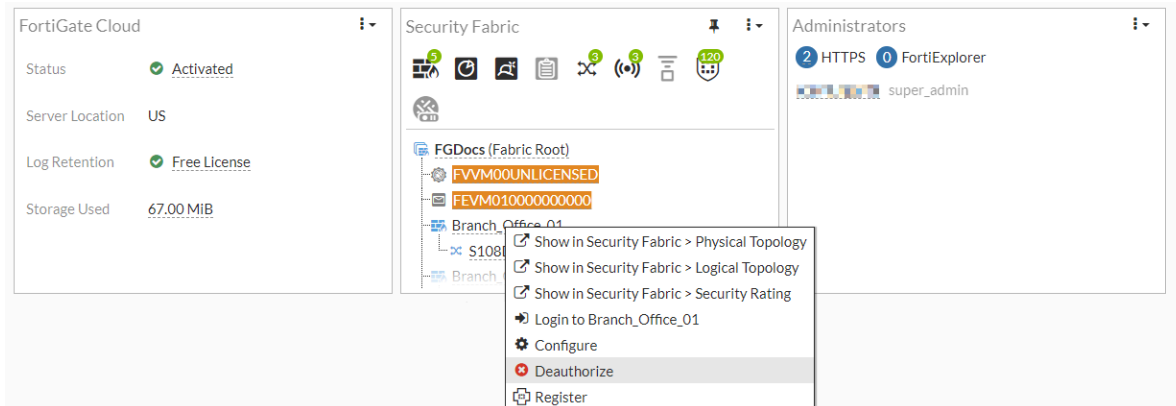 FortiGate Cloud
Status Activated
Server Location US
Log Retention Free License
Storage Used 67.00 MiB
Security Fabric
5 3 3 120
FGDocs (Fabric Root)
FVVM00UNLICENSED
FEVM010000000000
Branch_Office_01
S108
Branch_
Show in Security Fabric > Physical Topology
Show in Security Fabric > Logical Topology
Show in Security Fabric > Security Rating
Login to Branch_Office_01
Configure
Deauthorize
Register
Administrators
2 HTTPS 0 FortiExplorer
super_admin